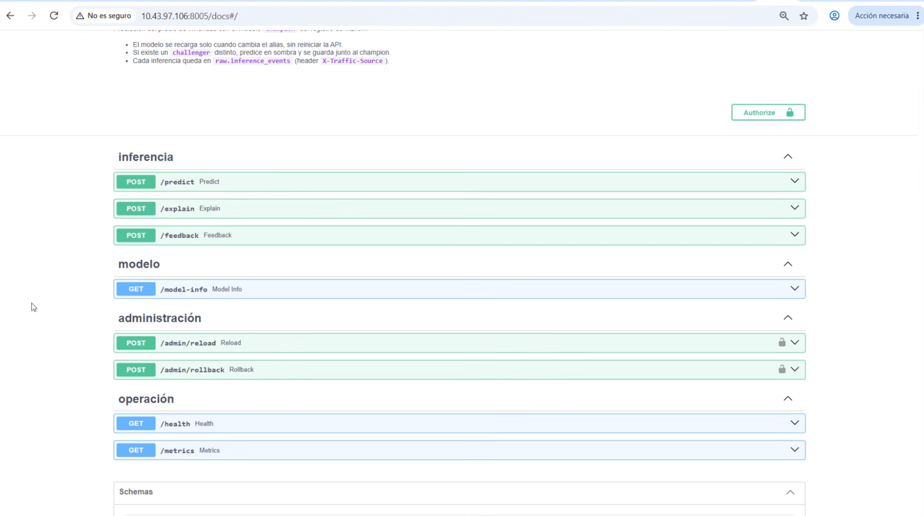 No es seguro
10.43.97.106:8005/docs#/
Acción necesaria
El modelo se recarga solo cuando cambia el alias, sin reiniciar la API.
Si existe un challenger distinto, predice en sombra y se guarda junto al champion.
Cada inferencia queda en raw.inference_events (header X-Traffic-Source).
Authorize
inferencia
POST /predict Predict
POST /explain Explain
POST /feedback Feedback
modelo
GET /model-info Model Info
administración
POST /admin/reload Reload
POST /admin/rollback Rollback
operación
GET /health Health
GET /metrics Metrics
Schemas